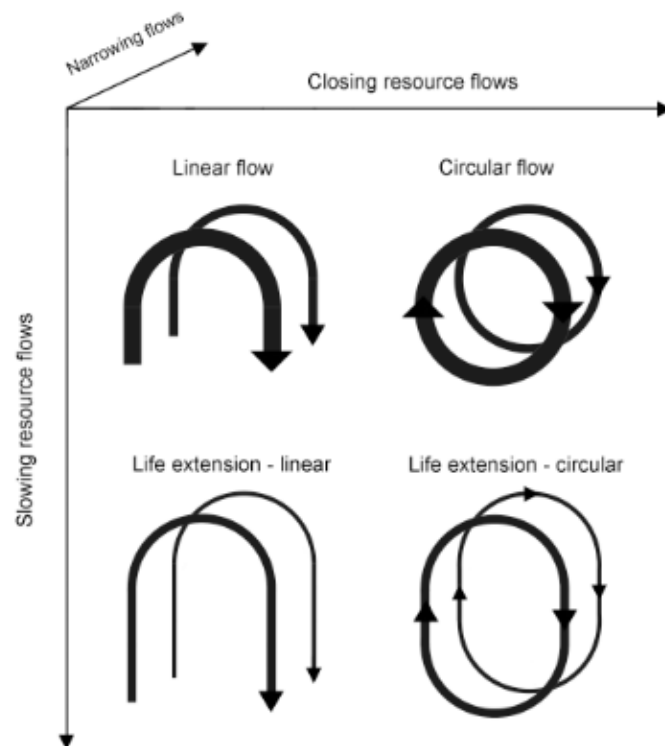 Narrowing flows
Closing resource flows
Linear flow
Circular flow
Slowing resource flows
Life extension - linear
Life extension - circular